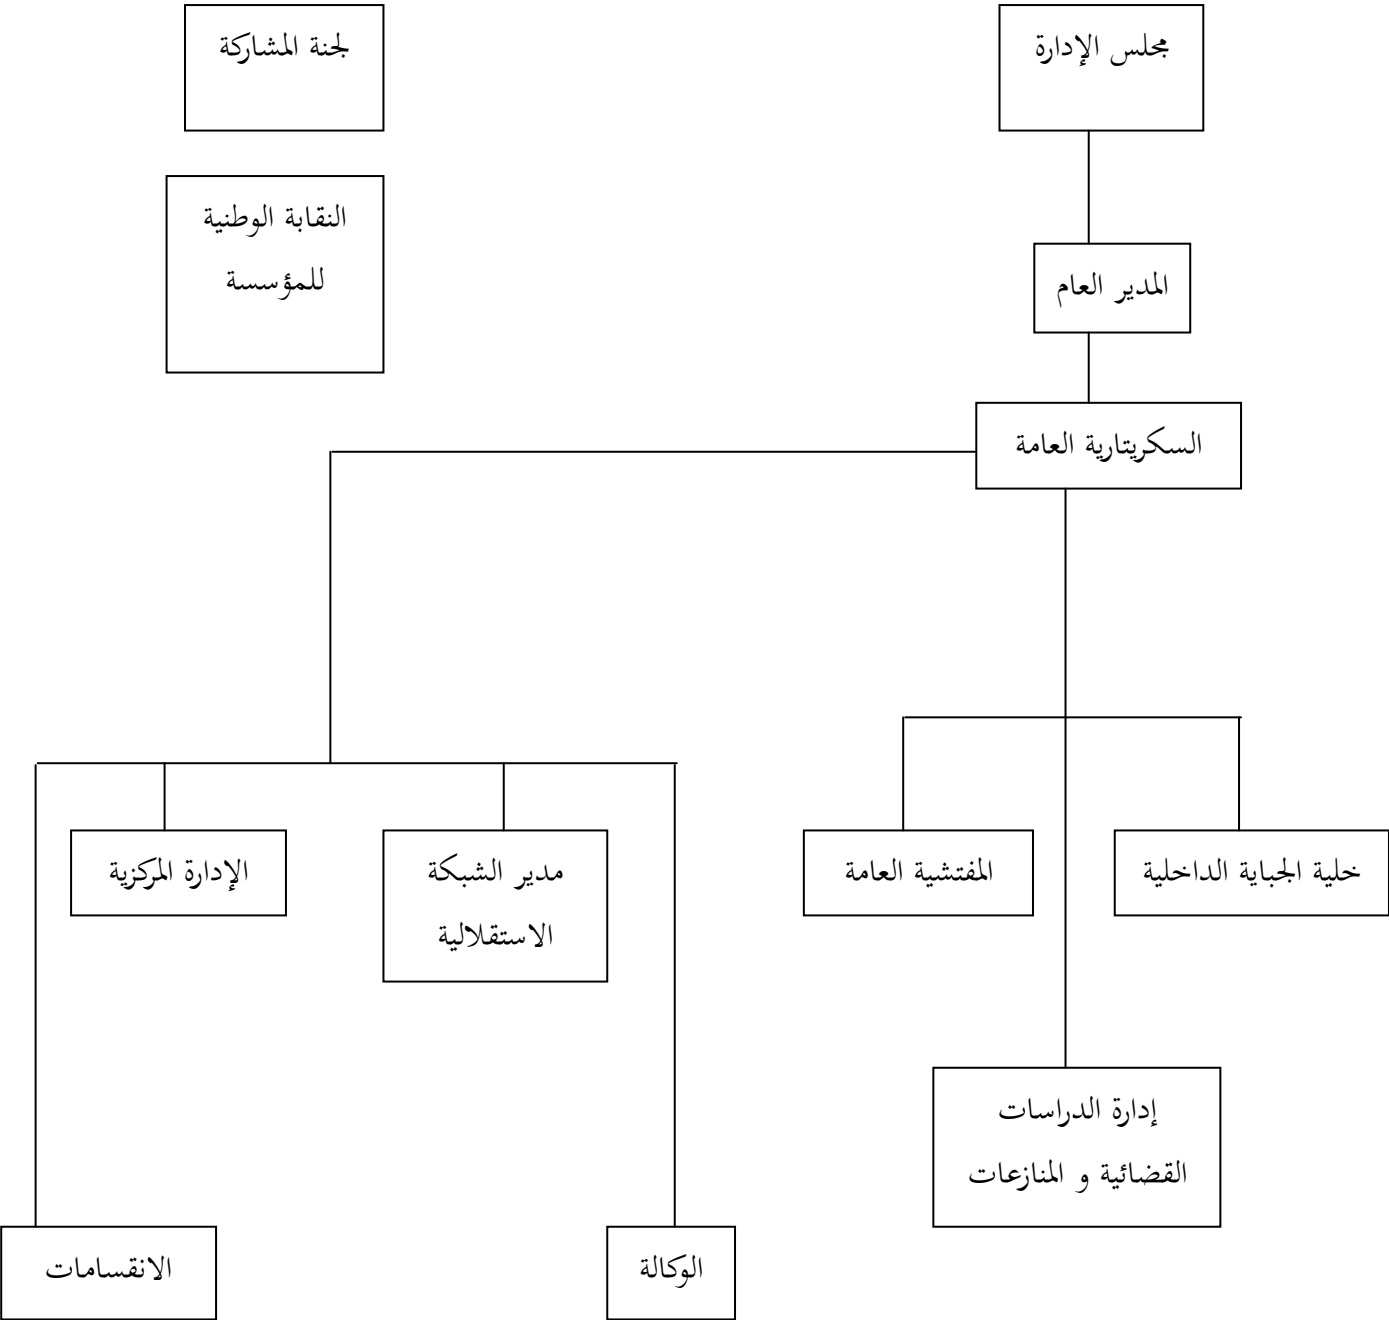 مجلس الإدارة
لجنة المشاركة
النقابة الوطنية
للمؤسسة
المدير العام
السكريتارية العامة
خلية الجباية الداخلية
المفتشية العامة
مدير الشبكة
الاستقلالية
الإدارة المركزية
إدارة الدراسات
القضائية و المنازعات
الوكالة
الانقسامات